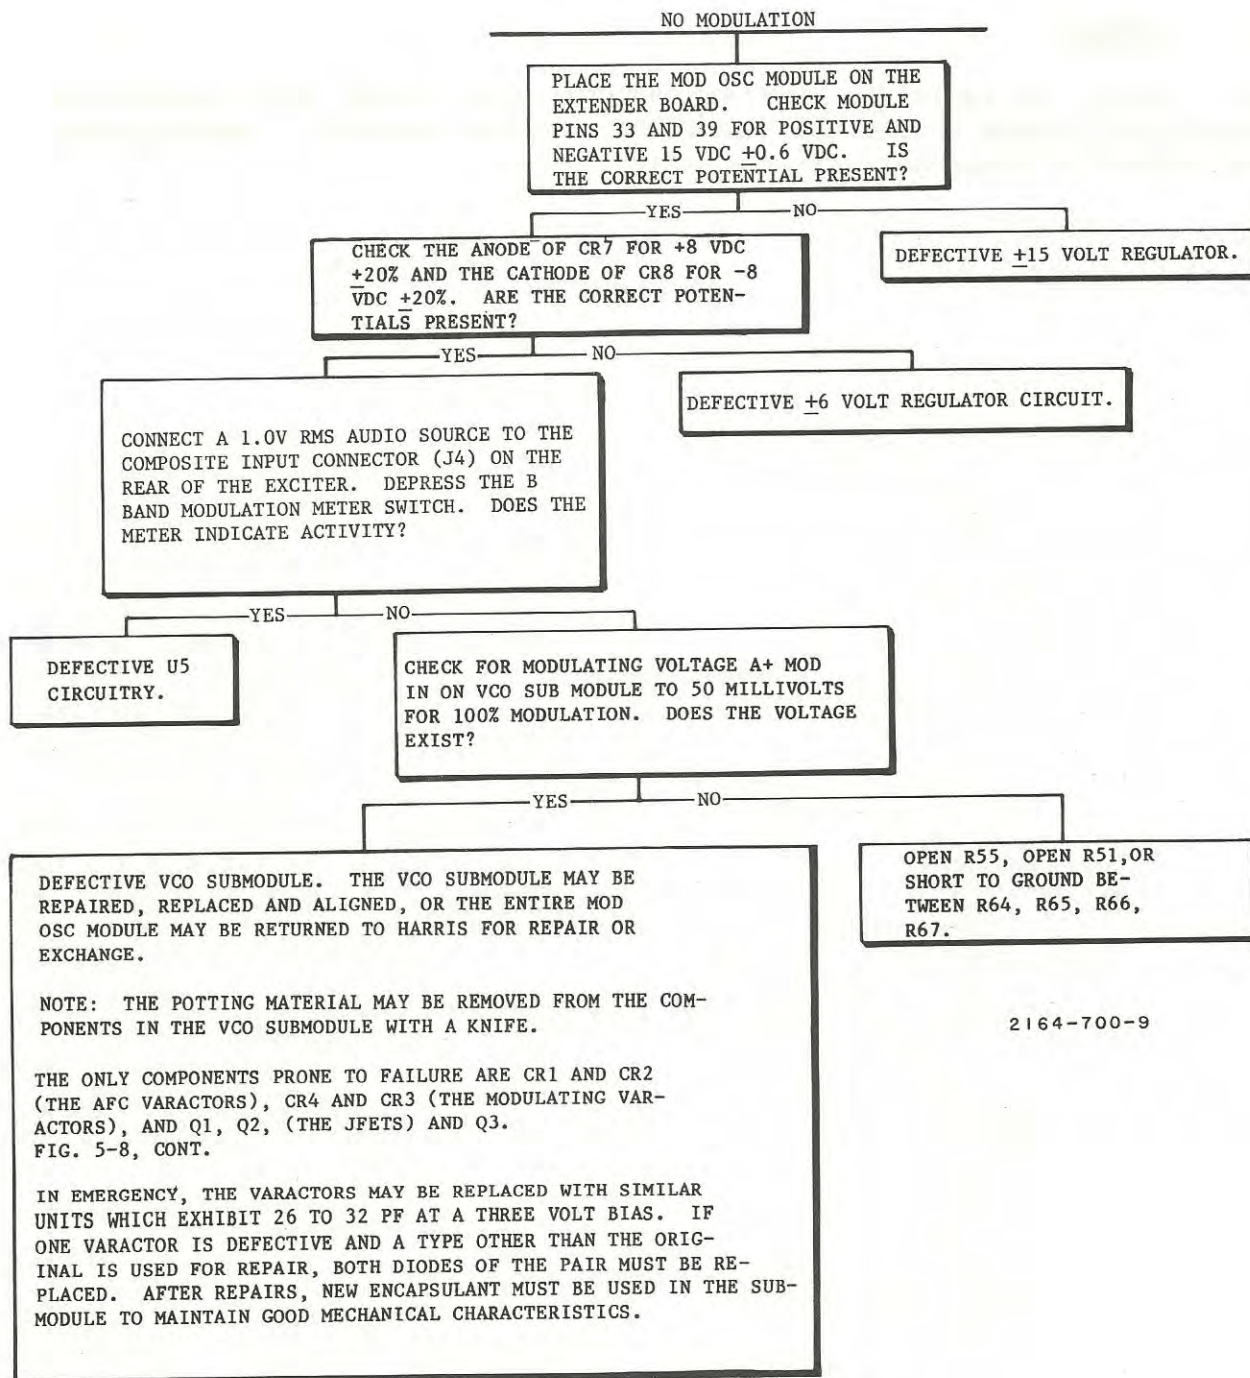 NO MODULATION
PLACE THE MOD OSC MODULE ON THE
EXTENDER BOARD. CHECK MODULE
PINS 33 AND 39 FOR POSITIVE AND
NEGATIVE 15 VDC ±0.6 VDC. IS
THE CORRECT POTENTIAL PRESENT?
YES NO
CHECK THE ANODE OF CR7 FOR +8 VDC
±20% AND THE CATHODE OF CR8 FOR -8
VDC ±20%. ARE THE CORRECT POTEN-
TIALS PRESENT?
DEFECTIVE ±15 VOLT REGULATOR.
YES NO
CONNECT A 1.0V RMS AUDIO SOURCE TO THE
COMPOSITE INPUT CONNECTOR (J4) ON THE
REAR OF THE EXCITER. DEPRESS THE B
BAND MODULATION METER SWITCH. DOES THE
METER INDICATE ACTIVITY?
DEFECTIVE ±6 VOLT REGULATOR CIRCUIT.
YES NO
DEFECTIVE U5
CIRCUITRY.
CHECK FOR MODULATING VOLTAGE A+ MOD
IN ON VCO SUB MODULE TO 50 MILLIVOLTS
FOR 100% MODULATION. DOES THE VOLTAGE
EXIST?
YES NO
DEFECTIVE VCO SUBMODULE. THE VCO SUBMODULE MAY BE
REPAIRED, REPLACED AND ALIGNED, OR THE ENTIRE MOD
OSC MODULE MAY BE RETURNED TO HARRIS FOR REPAIR OR
EXCHANGE.
NOTE: THE POTTING MATERIAL MAY BE REMOVED FROM THE COM-
PONENTS IN THE VCO SUBMODULE WITH A KNIFE.
THE ONLY COMPONENTS PRONE TO FAILURE ARE CR1 AND CR2
(THE AFC VARACTORS), CR4 AND CR3 (THE MODULATING VAR-
ACTORS), AND Q1, Q2, (THE JFETS) AND Q3.
FIG. 5-8, CONT.
IN EMERGENCY, THE VARACTORS MAY BE REPLACED WITH SIMILAR
UNITS WHICH EXHIBIT 26 TO 32 PF AT A THREE VOLT BIAS. IF
ONE VARACTOR IS DEFECTIVE AND A TYPE OTHER THAN THE ORIG-
INAL IS USED FOR REPAIR, BOTH DIODES OF THE PAIR MUST BE RE-
PLACED. AFTER REPAIRS, NEW ENCAPSULANT MUST BE USED IN THE SUB-
MODULE TO MAINTAIN GOOD MECHANICAL CHARACTERISTICS.
OPEN R55, OPEN R51,OR
SHORT TO GROUND BE-
TWEEN R64, R65, R66,
R67.
2164-700-9